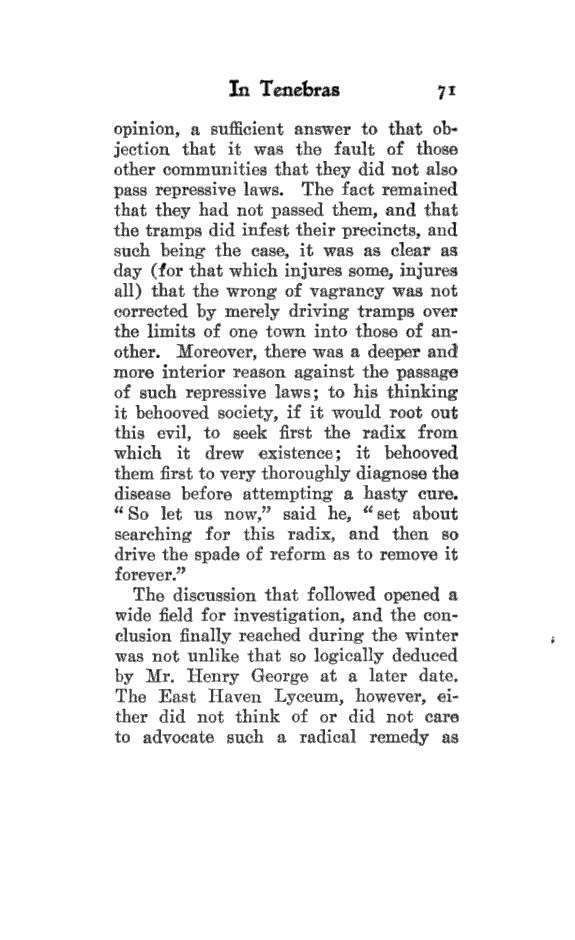 In Tenebras 71
opinion, a sufficient answer to that ob-
jection that it was the fault of those
other communities that they did not also
pass repressive laws. The fact remained
that they had not passed them, and that
the tramps did infest their precincts, and
such being the case, it was as clear as
day (for that which injures some, injures
all) that the wrong of vagrancy was not
corrected by merely driving tramps over
the limits of one town into those of an-
other. Moreover, there was a deeper and
more interior reason against the passage
of such repressive laws; to his thinking
it behooved society, if it would root out
this evil, to seek first the radix from
which it drew existence; it behooved
them first to very thoroughly diagnose the
disease before attempting a hasty cure.
“So let us now,” said he, “set about
searching for this radix, and then so
drive the spade of reform as to remove it
forever.”
The discussion that followed opened a
wide field for investigation, and the con-
clusion finally reached during the winter
was not unlike that so logically deduced
by Mr. Henry George at a later date.
The East Haven Lyceum, however, ei-
ther did not think of or did not care
to advocate such a radical remedy as